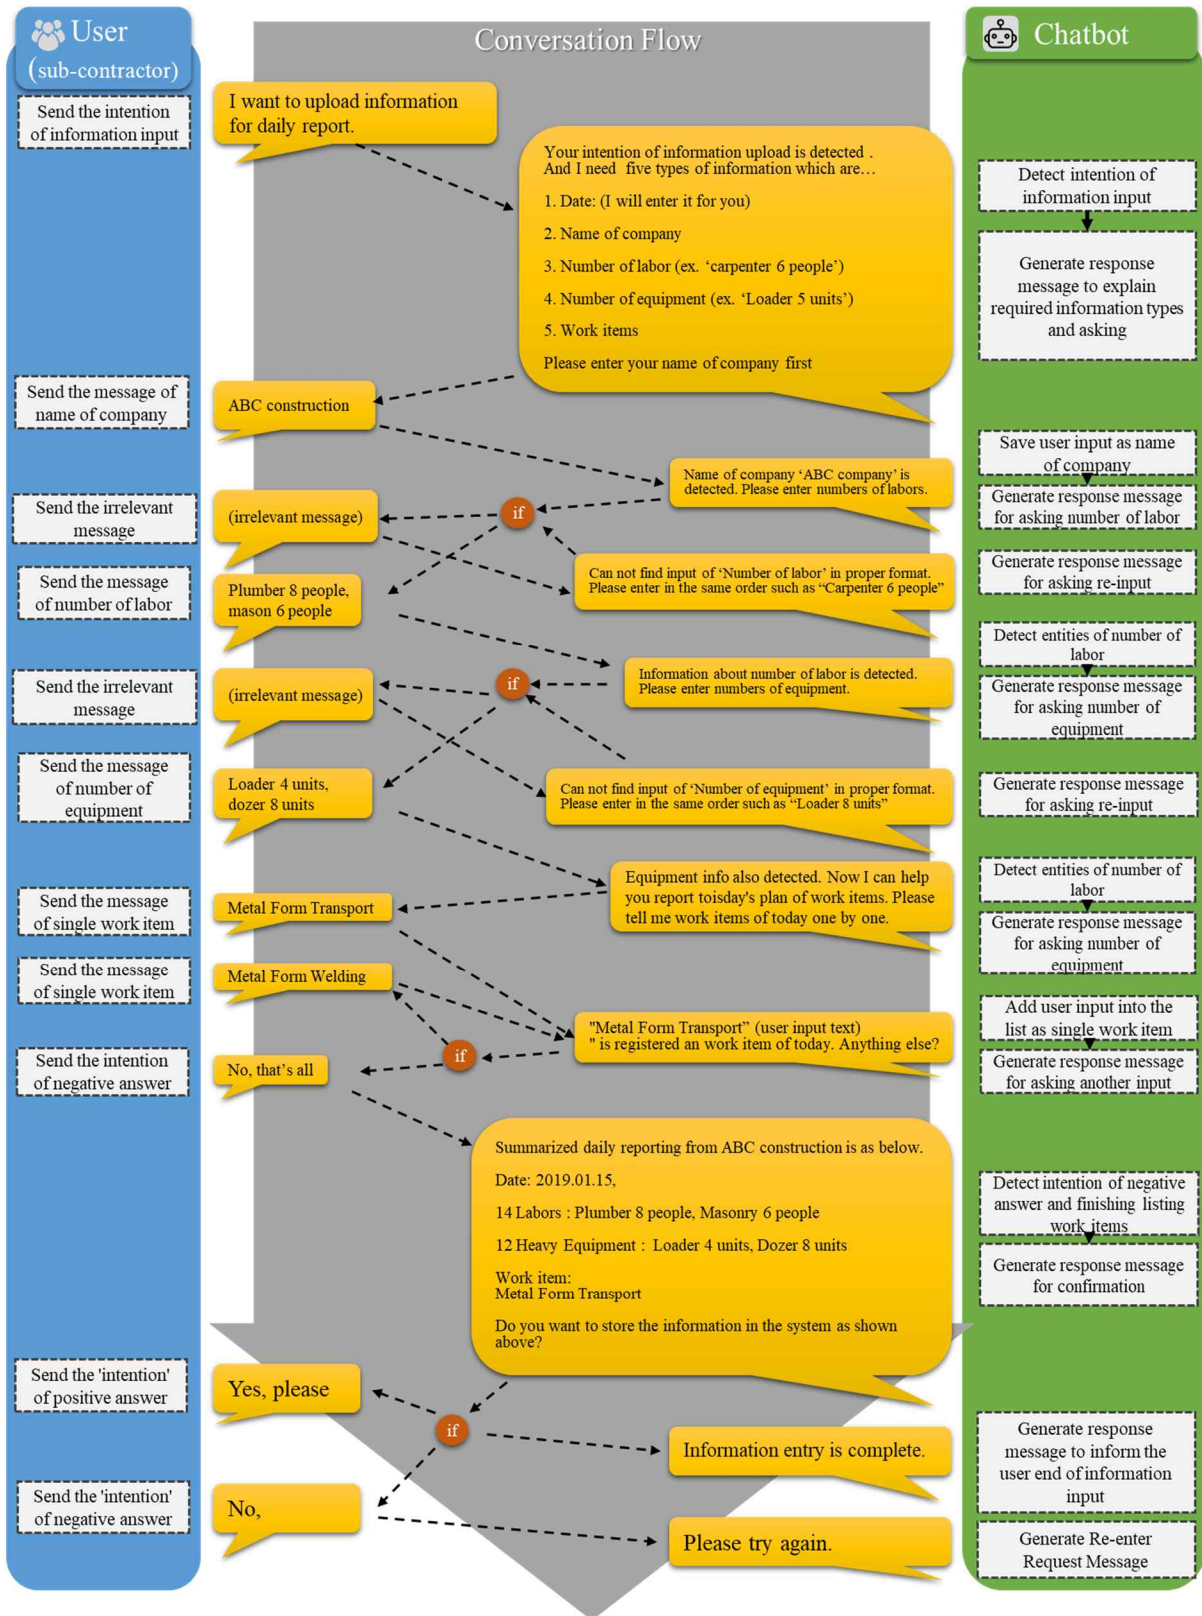 User
(sub-contractor)
Conversation Flow
Chatbot
Send the intention
of information input
I want to upload information
for daily report.
Your intention of information upload is detected .
And I need five types of information which are…
1. Date: (I will enter it for you)
2. Name of company
3. Number of labor (ex. ‘carpenter 6 people’)
4. Number of equipment (ex. ‘Loader 5 units’)
5. Work items
Please enter your name of company first
Detect intention of
information input
Generate response
message to explain
required information types
and asking
Send the message of
name of company
ABC construction
Save user input as name
of company
Name of company ‘ABC company’ is
detected. Please enter numbers of labors.
Generate response message
for asking number of labor
Send the irrelevant
message
(irrelevant message)
if
Can not find input of ‘Number of labor’ in proper format.
Please enter in the same order such as “Carpenter 6 people”
Generate response message
for asking re-input
Send the message
of number of labor
Plumber 8 people,
mason 6 people
Detect entities of number of
labor
Information about number of labor is detected.
Please enter numbers of equipment.
Generate response message
for asking number of
equipment
Send the irrelevant
message
(irrelevant message)
if
Send the message
of number of
equipment
Loader 4 units,
dozer 8 units
Can not find input of ‘Number of equipment’ in proper format.
Please enter in the same order such as “Loader 8 units”
Generate response message
for asking re-input
Equipment info also detected. Now I can help
you report toisday's plan of work items. Please
tell me work items of today one by one.
Detect entities of number of
labor
Generate response message
for asking number of
equipment
Send the message
of single work item
Metal Form Transport
Send the message
of single work item
Metal Form Welding
"Metal Form Transport” (user input text)
" is registered an work item of today. Anything else?
Add user input into the
list as single work item
Generate response message
for asking another input
if
Send the intention
of negative answer
No, that’s all
Summarized daily reporting from ABC construction is as below.
Date: 2019.01.15,
14 Labors : Plumber 8 people, Masonry 6 people
12 Heavy Equipment : Loader 4 units, Dozer 8 units
Work item:
Metal Form Transport
Do you want to store the information in the system as shown
above?
Detect intention of negative
answer and finishing listing
work items
Generate response message
for confirmation
Send the 'intention'
of positive answer
Yes, please
if
Information entry is complete.
Generate response
message to inform the
user end of information
input
Send the 'intention'
of negative answer
No,
Please try again.
Generate Re-enter
Request Message